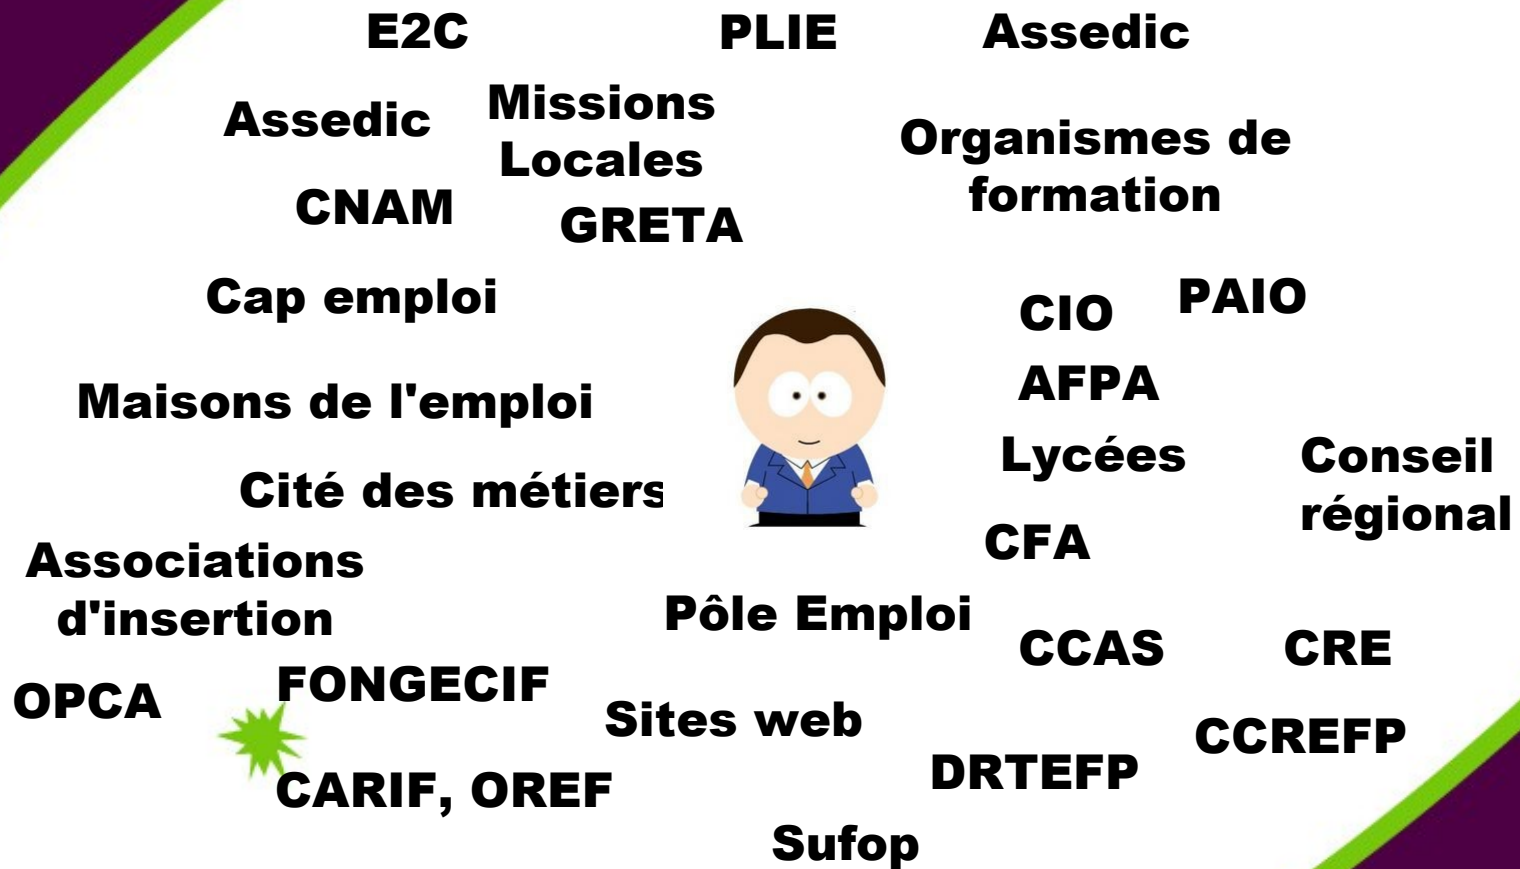 E2C
PLIE
Assedic
Assedic
Missions
Locales
Organismes de
formation
CNAM
GRETA
Cap emploi
CIO
PAIO
AFPA
Maisons de l'emploi
Lycées
Conseil
régional
Cité des métiers
CFA
Associations
d'insertion
Pôle Emploi
CCAS
CRE
OPCA
FONGECIF
Sites web
CCREFP
DRTEFP
CARIF, OREF
Sufop